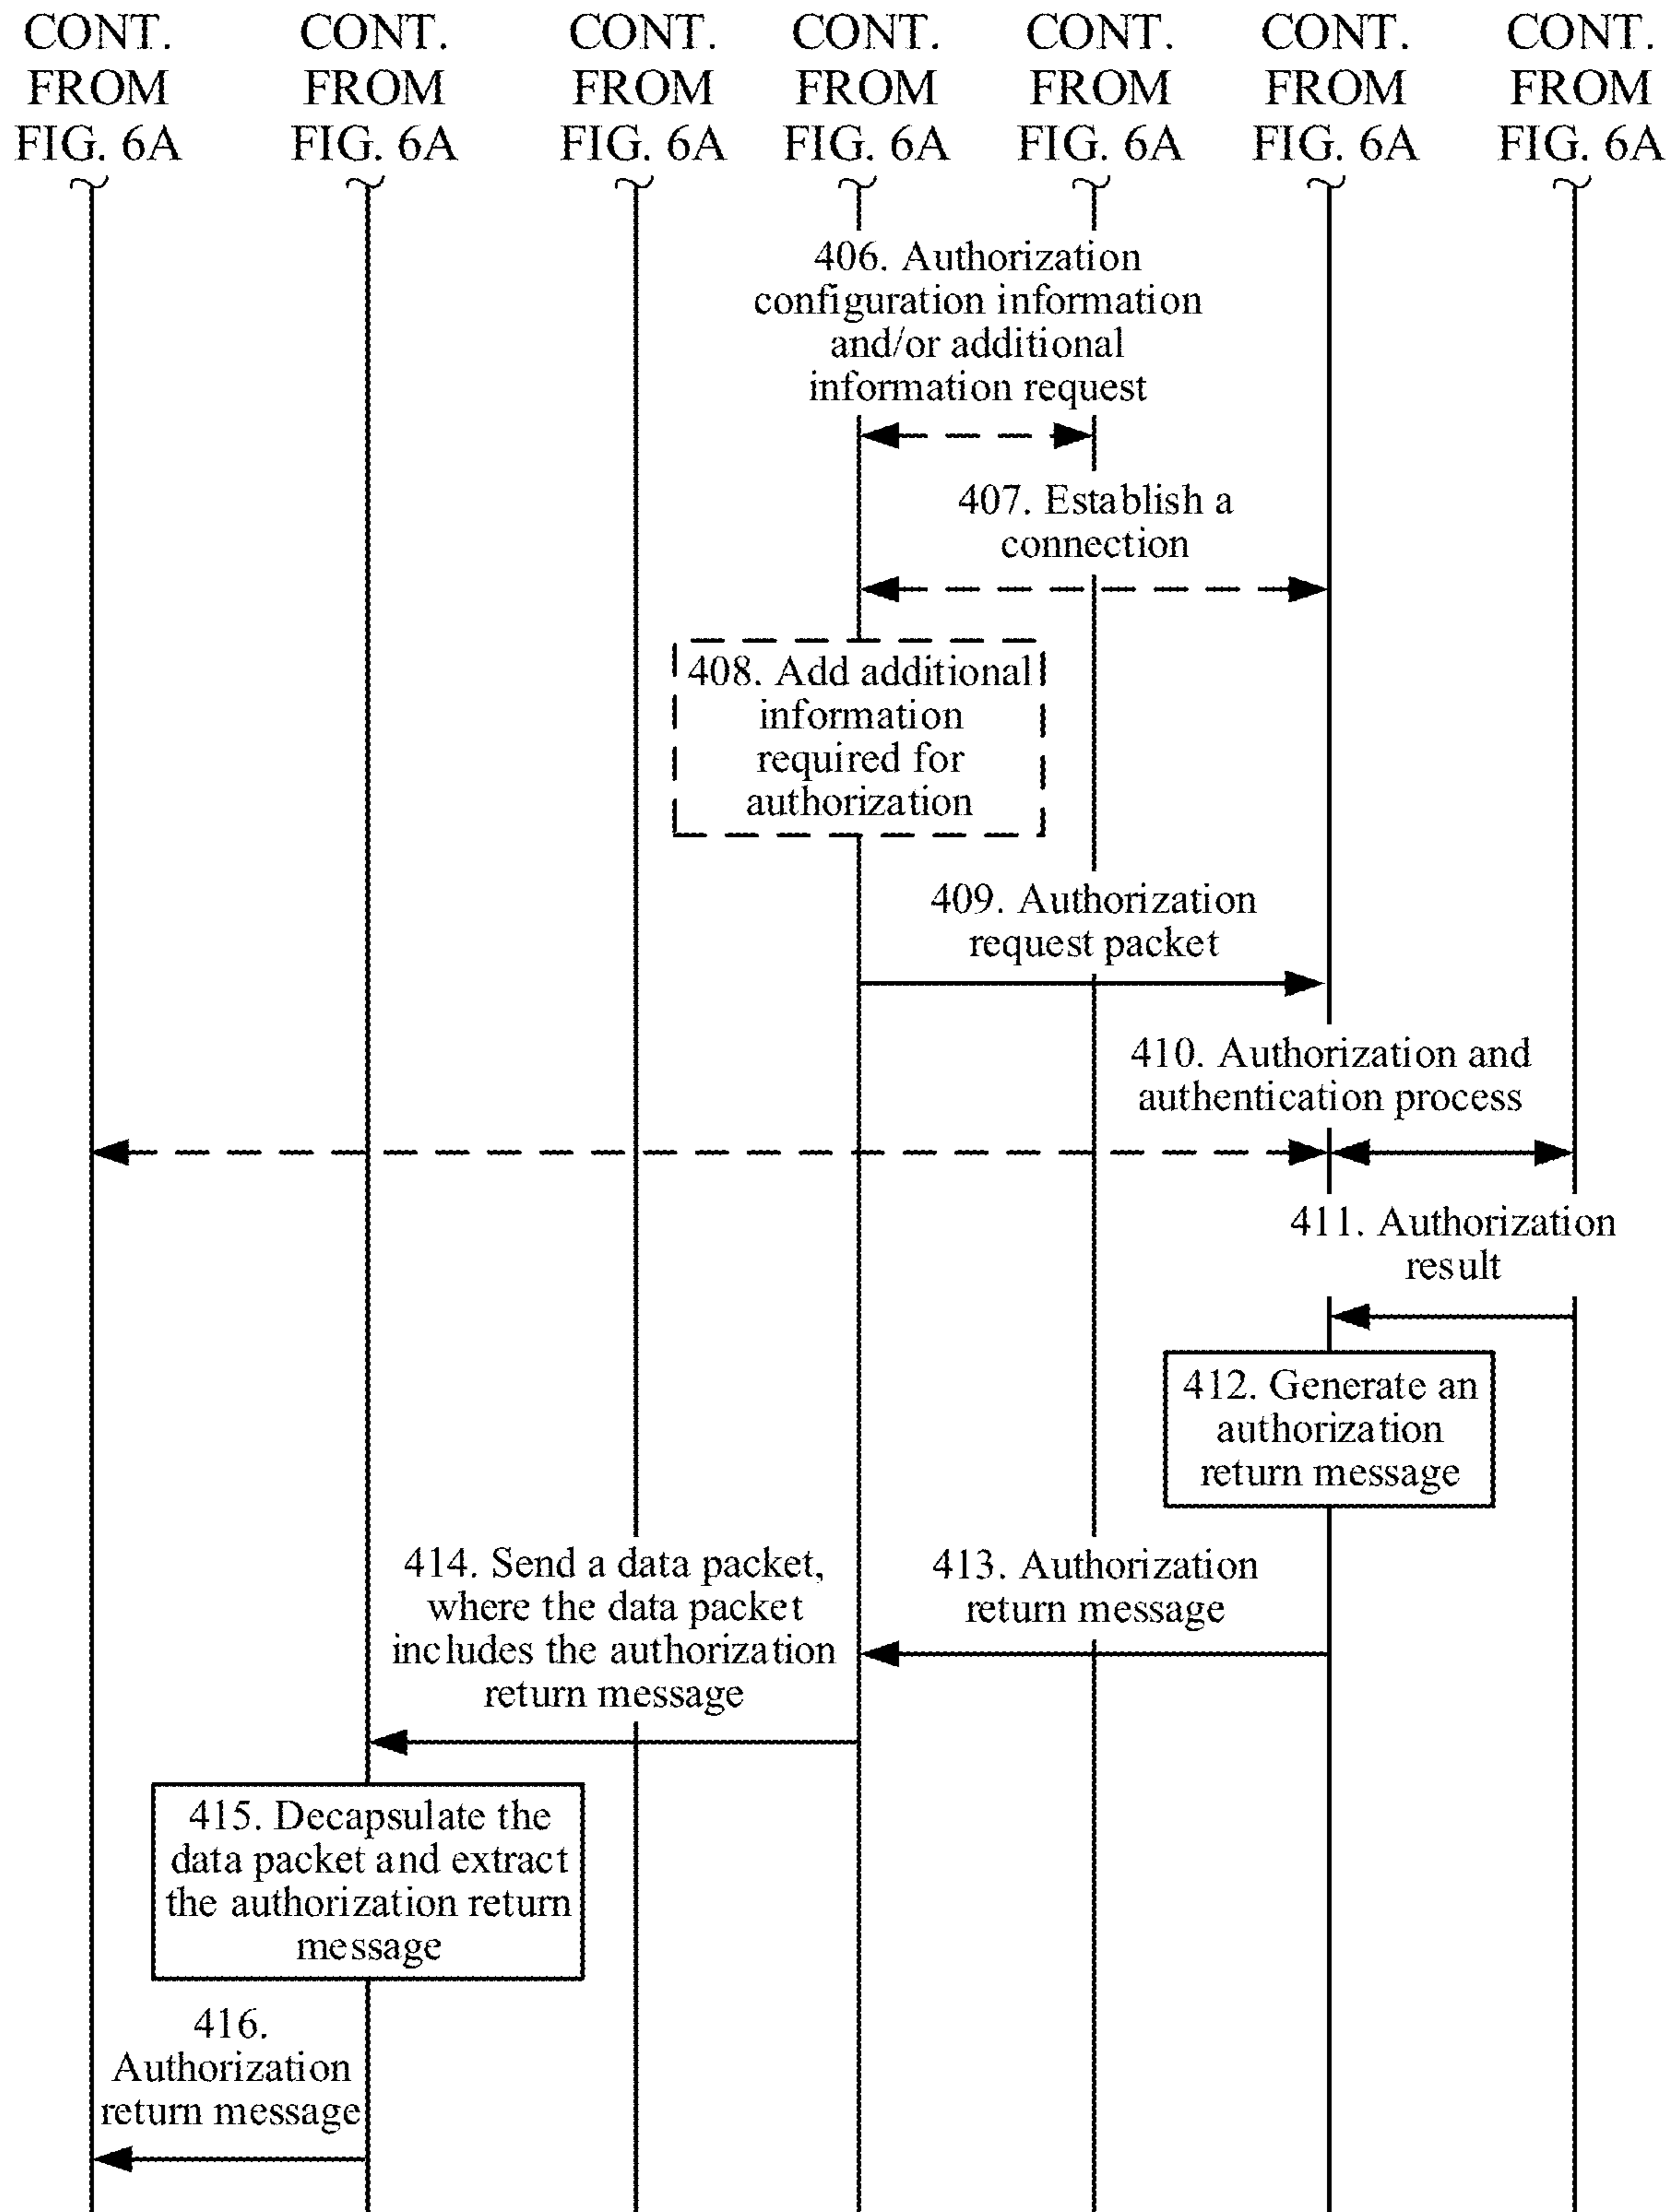 CONT. CONT. CONT. CONT. CONT. CONT. CONT.
FROM FROM FROM FROM FROM FROM FROM
FIG. 6A FIG. 6A FIG. 6A FIG. 6A FIG. 6A FIG. 6A FIG. 6A
406. Authorization
configuration information
and/or additional
information request
407. Establish a
connection
408. Add additional
information
required for
authorization
409. Authorization
request packet
410. Authorization and
authentication process
411. Authorization
result
412. Generate an
authorization
return message
413. Authorization
return message
414. Send a data packet,
where the data packet
includes the authorization
return message
415. Decapsulate the
data packet and extract
the authorization return
message
416.
Authorization
return message